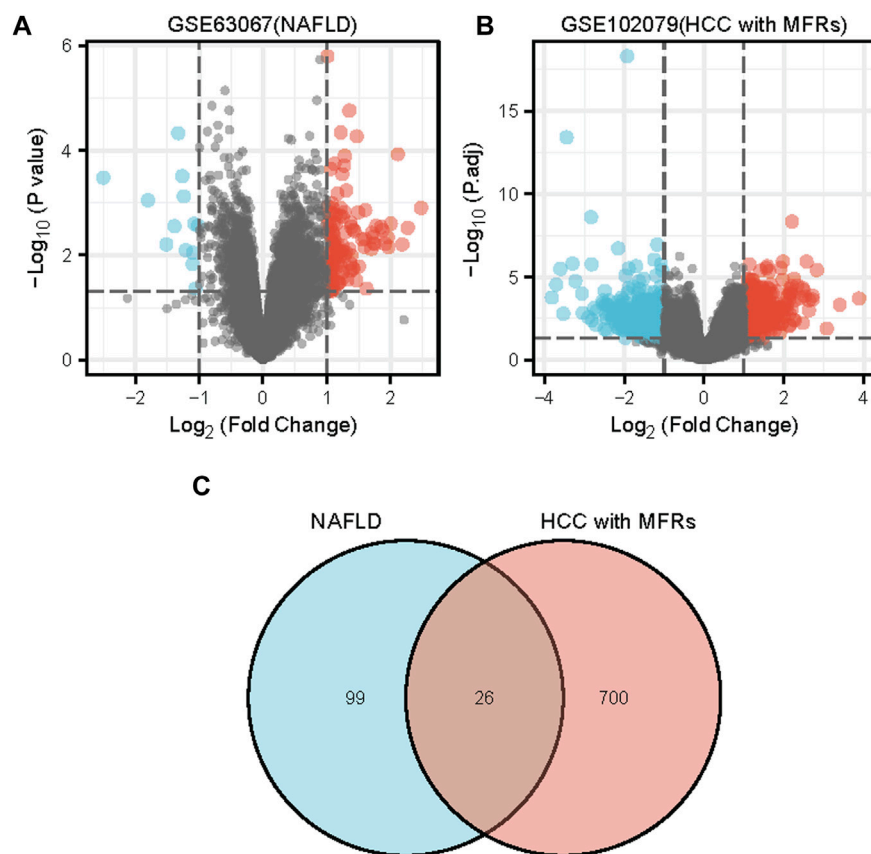 A
GSE63067(NAFLD)
−Log10 (P value)
6
4
2
0
−2
−1
0
1
2
Log2 (Fold Change)
B
GSE102079(HCC with MFRs)
−Log10 (P.adj)
15
10
5
0
−4
−2
0
2
4
Log2 (Fold Change)
C
NAFLD
HCC with MFRs
99
26
700